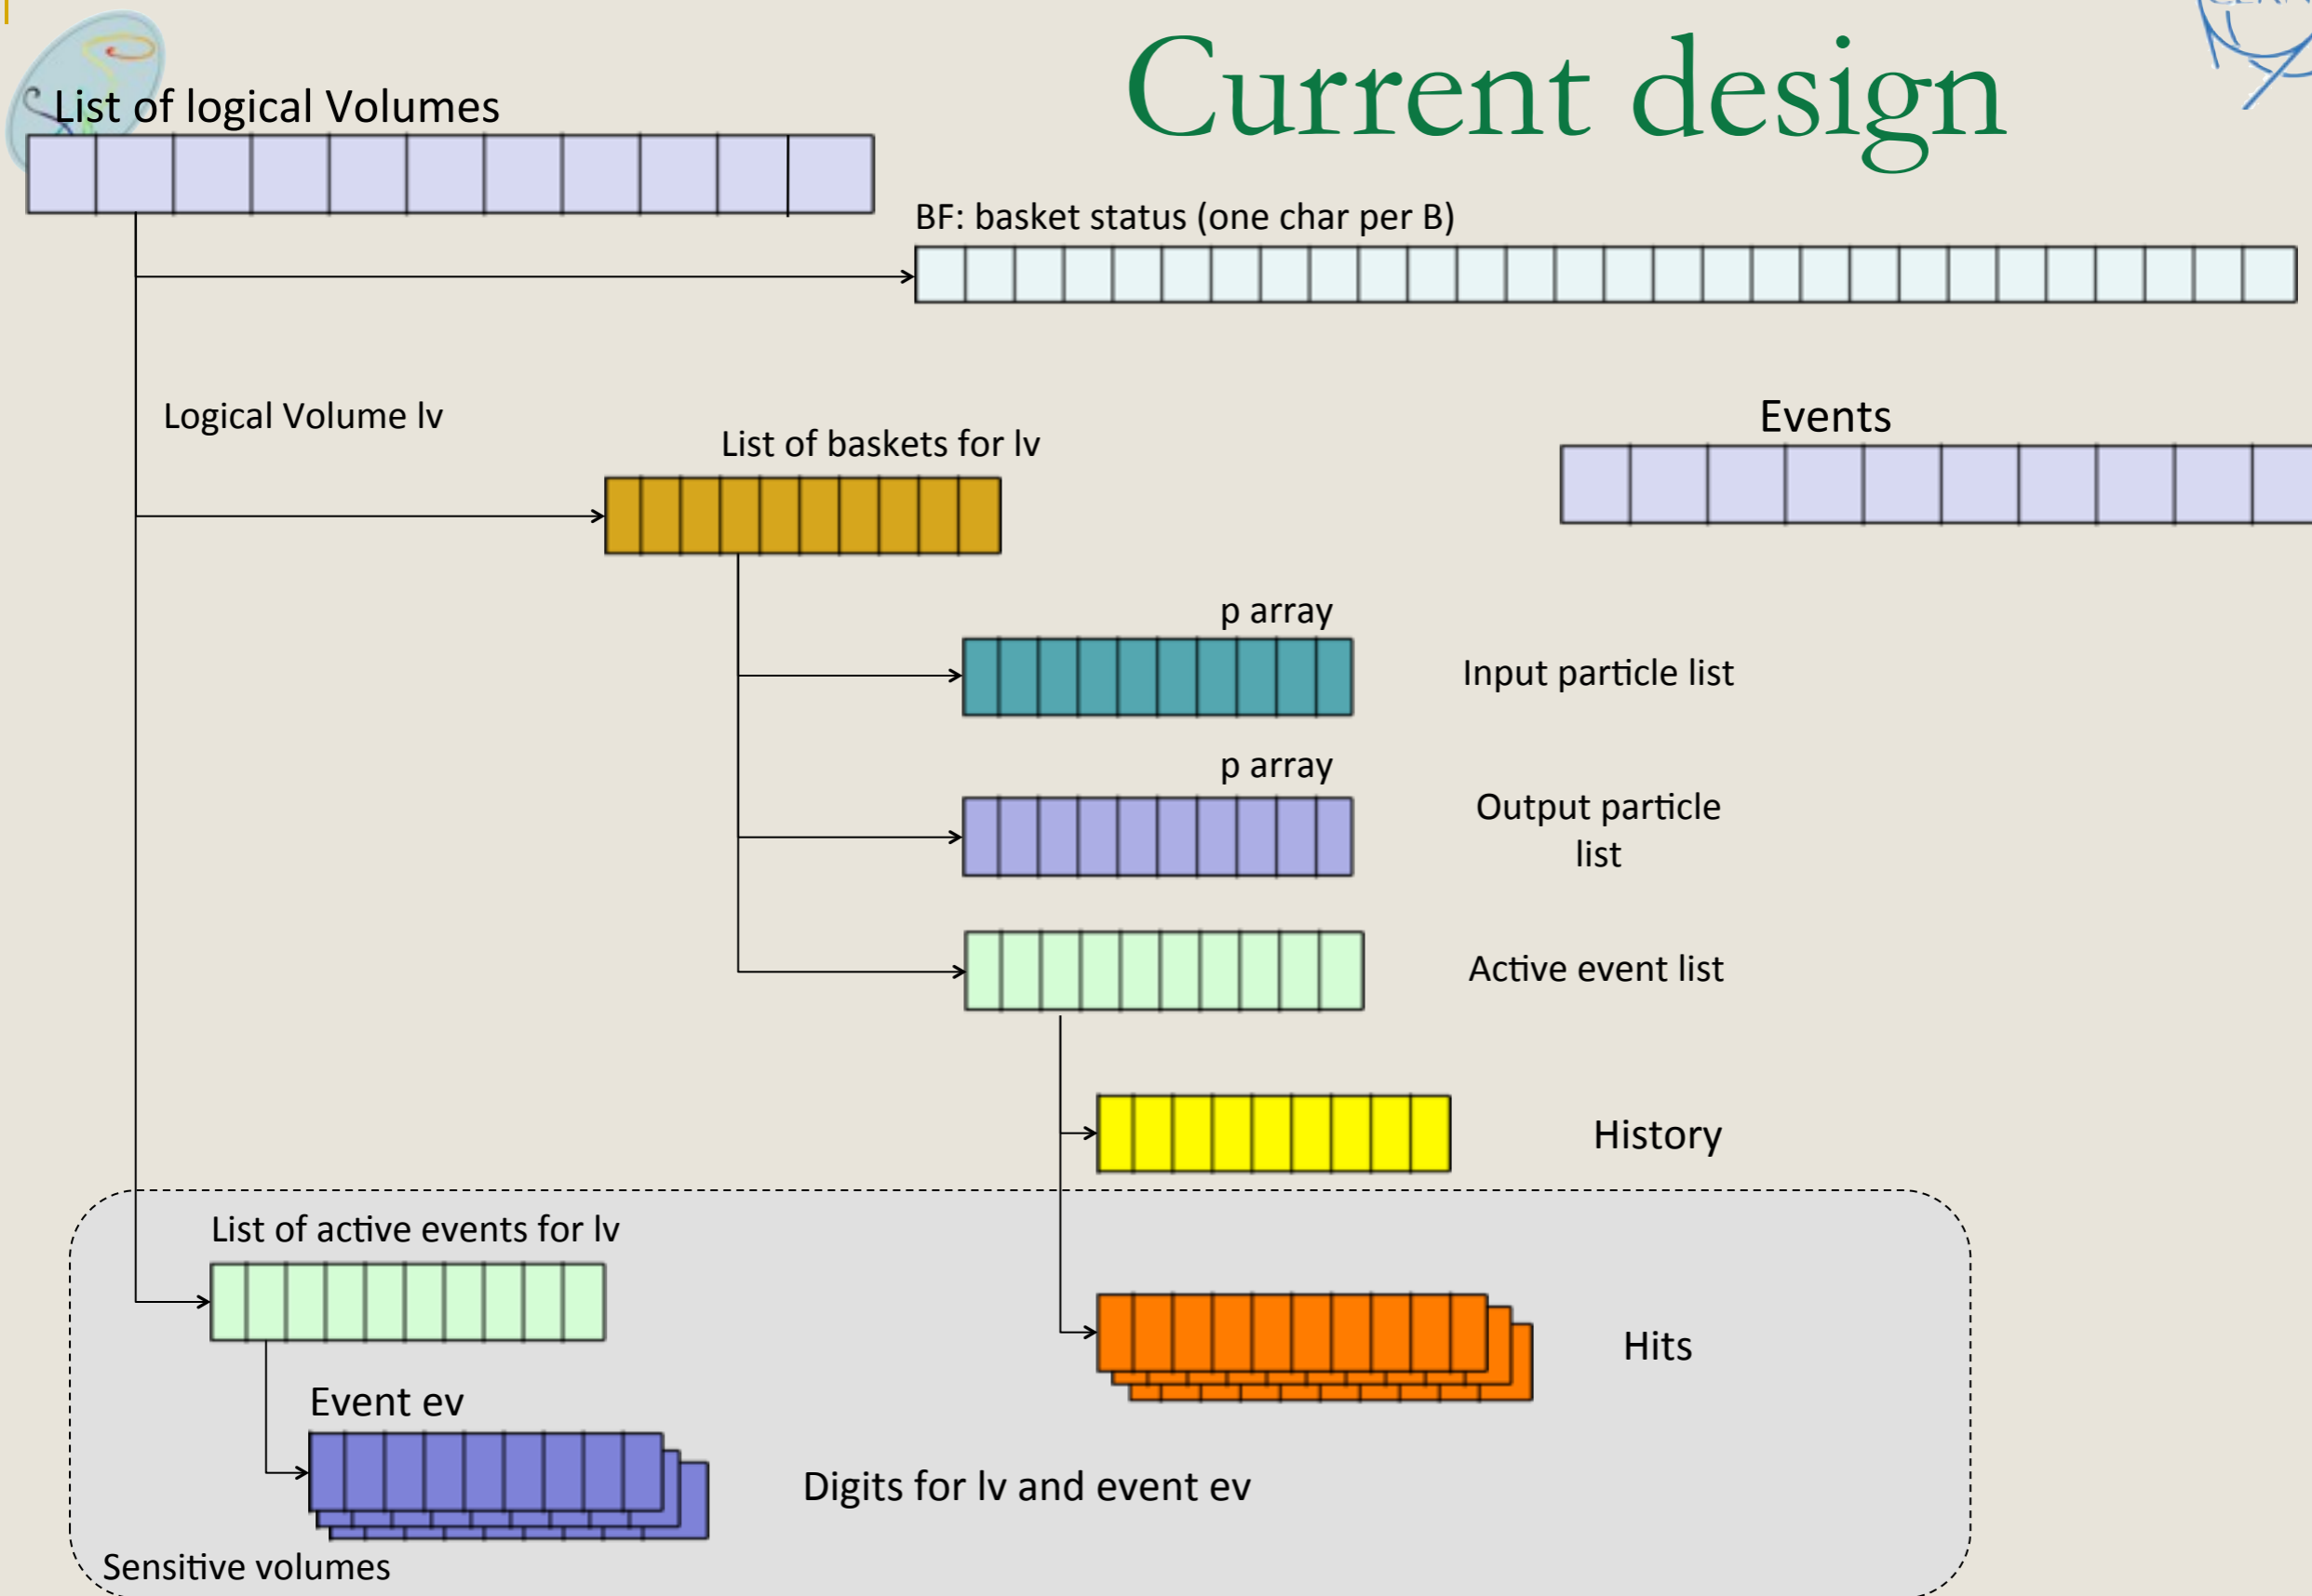 Current design
List of logical Volumes
BF: basket status (one char per B)
Logical Volume lv
List of baskets for lv
Events
p array
Input particle list
p array
Output particle
list
Active event list
History
List of active events for lv
Hits
Event ev
Digits for lv and event ev
Sensitive volumes